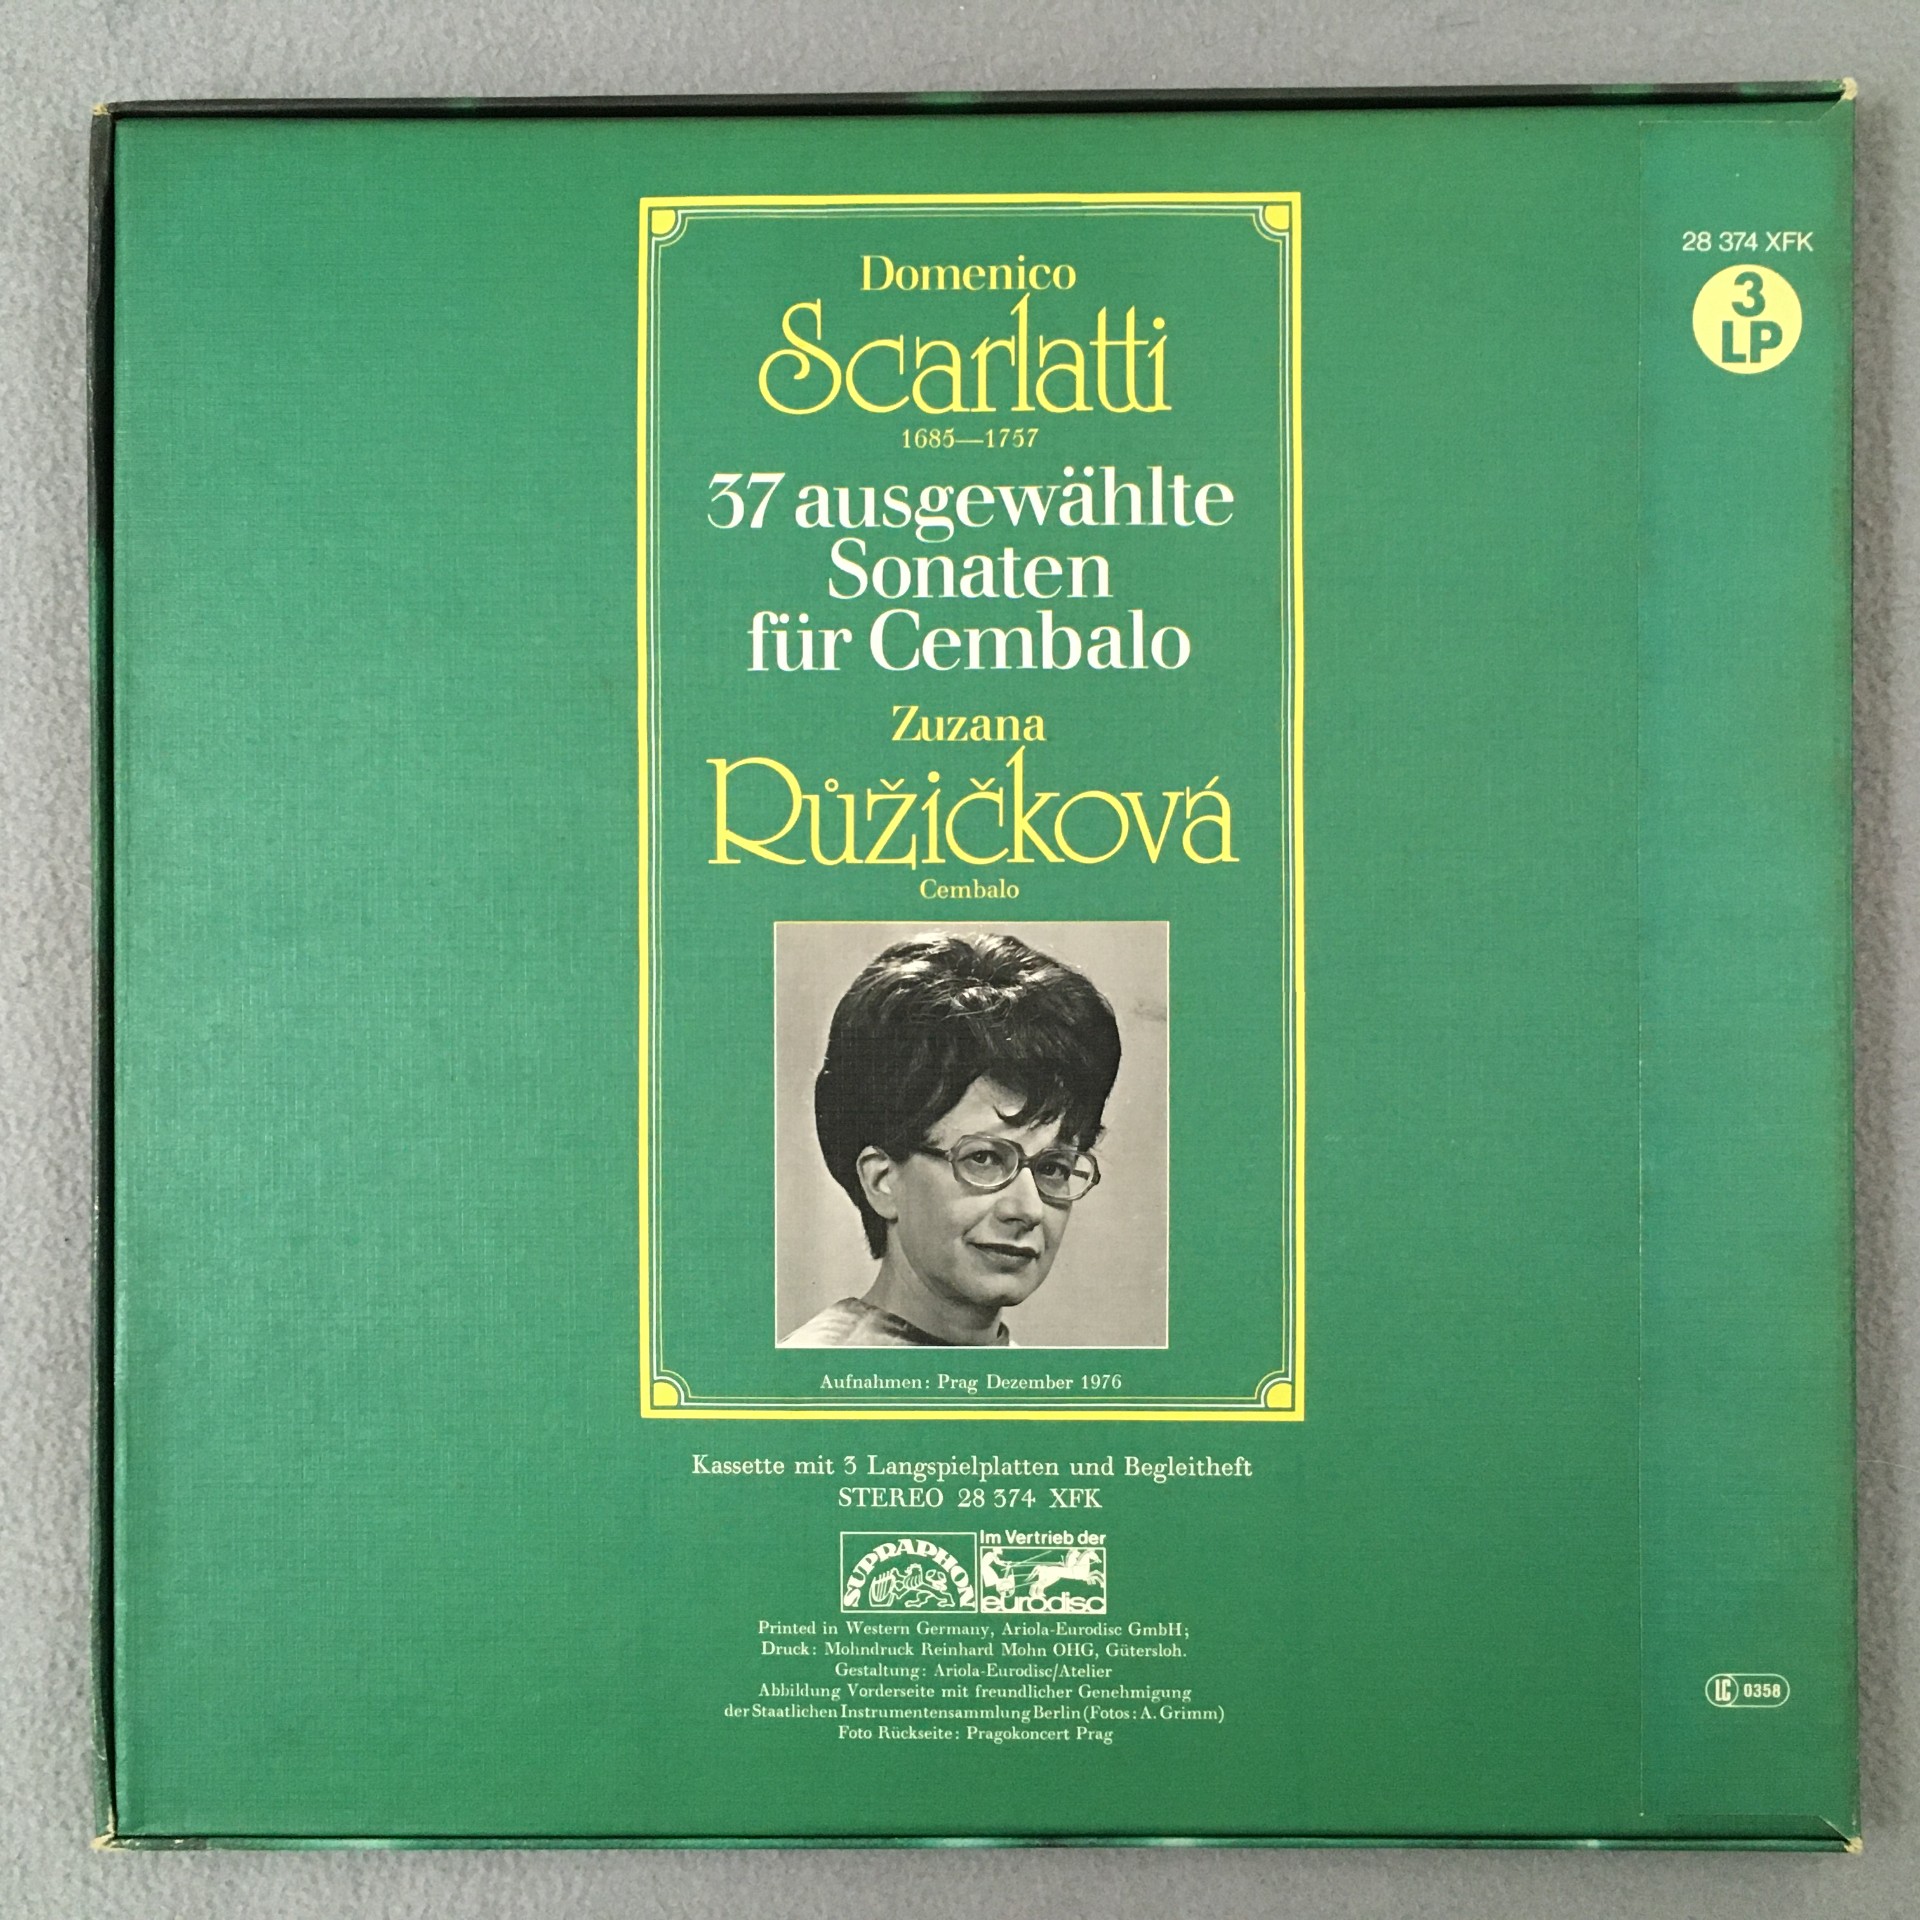 28 374 XFK
3
LP
Domenico
Scarlatti
1685—1757
37 ausgewählte
Sonaten
für Cembalo
Zuzana
Růžičková
Cembalo
Aufnahmen: Prag Dezember 1976
Kassette mit 3 Langspielplatten und Begleitheft
STEREO 28 374 XFK
SUPRAPHON
Im Vertrieb der
eurodisc
Printed in Western Germany, Ariola-Eurodisc GmbH;
Druck: Mohndruck Reinhard Mohn OHG, Gütersloh.
Gestaltung: Ariola-Eurodisc/Atelier
Abbildung Vorderseite mit freundlicher Genehmigung
der Staatlichen Instrumentensammlung Berlin (Fotos: A. Grimm)
Foto Rückseite: Pragokoncert Prag
LC 0358